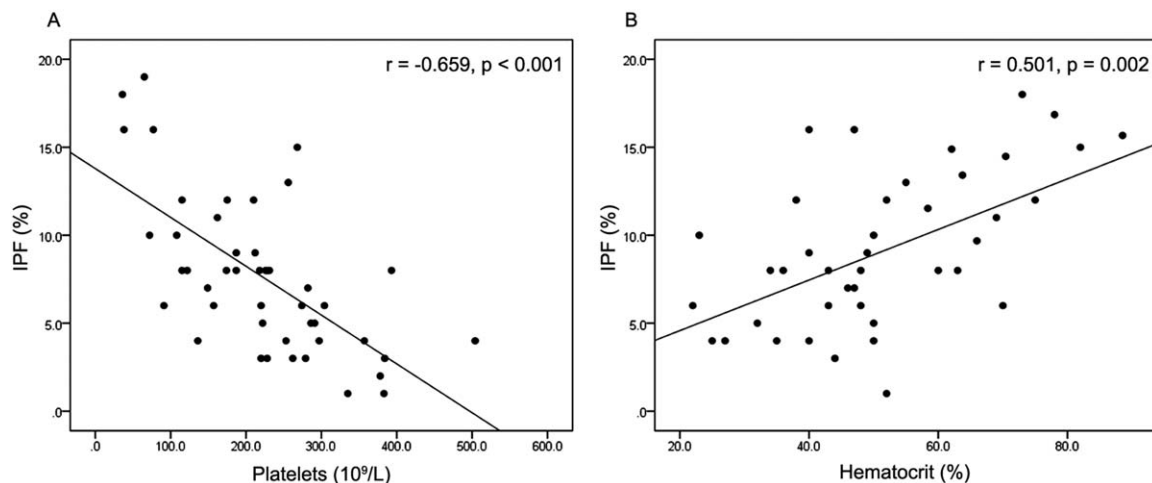 A
r = -0.659, p < 0.001
IPF (%)
20.0
15.0
10.0
5.0
.0
.0 100.0 200.0 300.0 400.0 500.0 600.0
Platelets (10⁹/L)
B
r = 0.501, p = 0.002
IPF (%)
20.0
15.0
10.0
5.0
.0
20.0 40.0 60.0 80.0
Hematocrit (%)